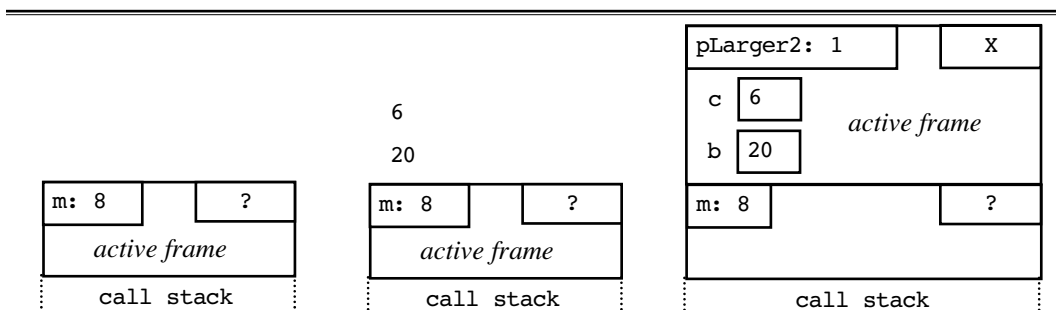 m: 8 ?
active frame
call stack
6
20
m: 8 ?
active frame
call stack
pLarger2: 1 X
c 6
active frame
b 20
m: 8 ?
call stack